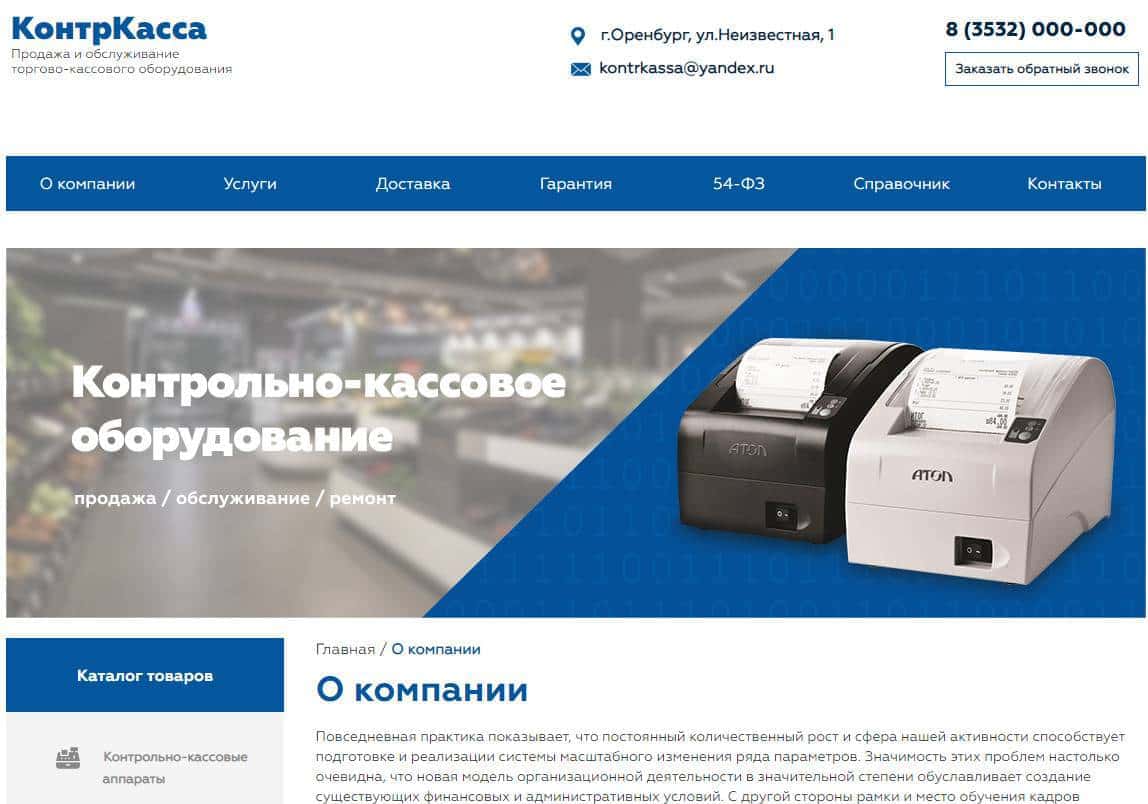 КонтрКасса
Продажа и обслуживание
торгово-кассового оборудования
г.Оренбург, ул.Неизвестная, 1
kontrkassa@yandex.ru
8 (3532) 000-000
Заказать обратный звонок
О компании Услуги Доставка Гарантия 54-ФЗ Справочник Контакты
Контрольно-кассовое
оборудование
продажа / обслуживание / ремонт
АТОЛ
АТОЛ
Каталог товаров
Контрольно-кассовые
аппараты
Главная / О компании
О компании
Повседневная практика показывает, что постоянный количественный рост и сфера нашей активности способствует
подготовке и реализации системы масштабного изменения ряда параметров. Значимость этих проблем настолько
очевидна, что новая модель организационной деятельности в значительной степени обуславливает создание
существующих финансовых и административных условий. С другой стороны рамки и место обучения кадров